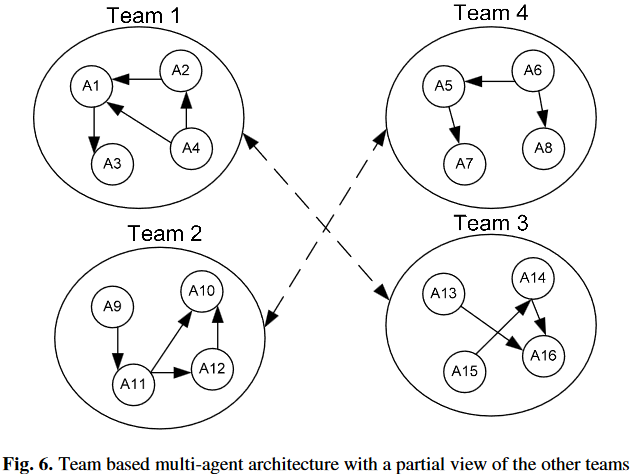 Team 1
A1
A2
A3
A4
Team 4
A5
A6
A7
A8
Team 2
A9
A10
A11
A12
Team 3
A13
A14
A15
A16
Fig. 6. Team based multi-agent architecture with a partial view of the other teams